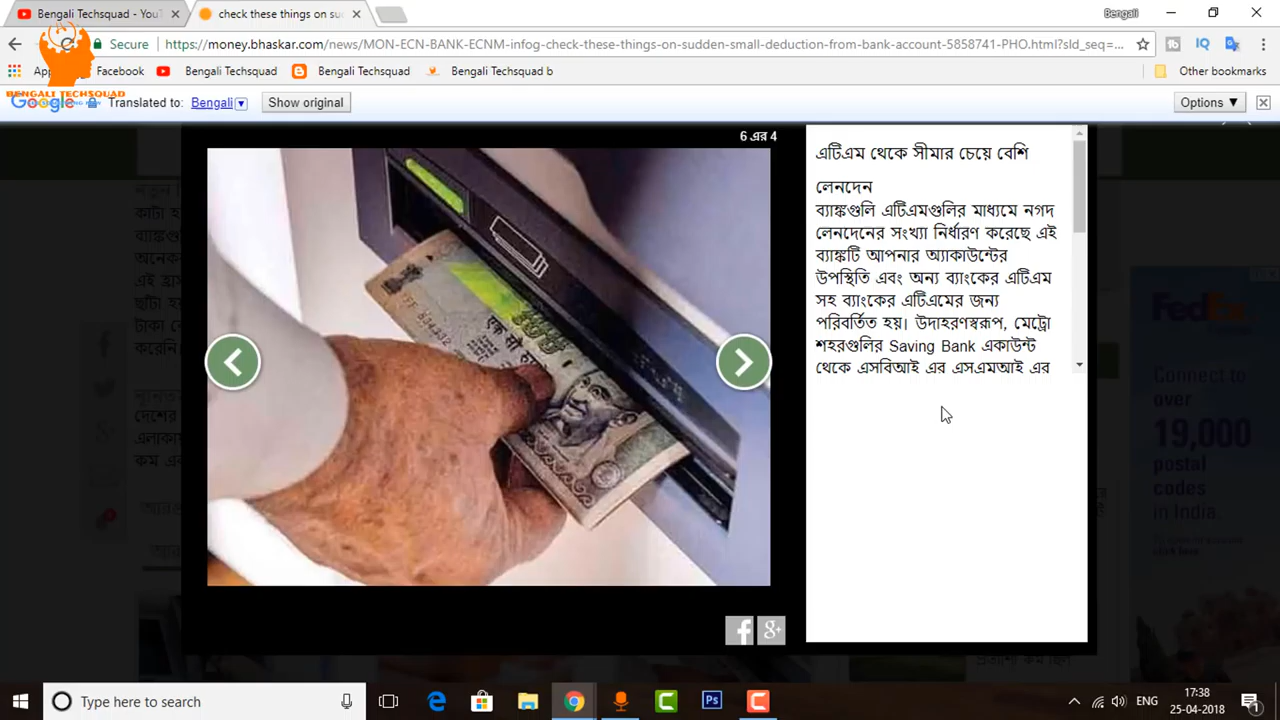 Bengali Techsquad - YouT
check these things on sud
Bengali
Secure
https://money.bhaskar.com/news/MON-ECN-BANK-ECNM-infog-check-these-things-on-sudden-small-deduction-from-bank-account-5858741-PHO.html?sld_seq=...
Facebook
Bengali Techsquad
Bengali Techsquad
Bengali Techsquad b
Other bookmarks
BENGALI TECHSQUAD
Google
Translated to:
Bengali
Show original
Options ▼
6 এর 4
এটিএম থেকে সীমার চেয়ে বেশি
লেনদেন
ব্যাঙ্কগুলি এটিএমগুলির মাধ্যমে নগদ
লেনদেনের সংখ্যা নির্ধারণ করেছে এই
ব্যাঙ্কটি আপনার অ্যাকাউন্টের
উপস্থিতি এবং অন্য ব্যাংকের এটিএম
সহ ব্যাংকের এটিএমের জন্য
পরিবর্তিত হয়। উদাহরণস্বরূপ, মেট্রো
শহরগুলির Saving Bank একাউন্ট
থেকে এসবিআই এর এসএমআই এর
FedEx
Connect to
over
19,000
postal
codes
in India.
Type here to search
ENG
17:38
25-04-2018